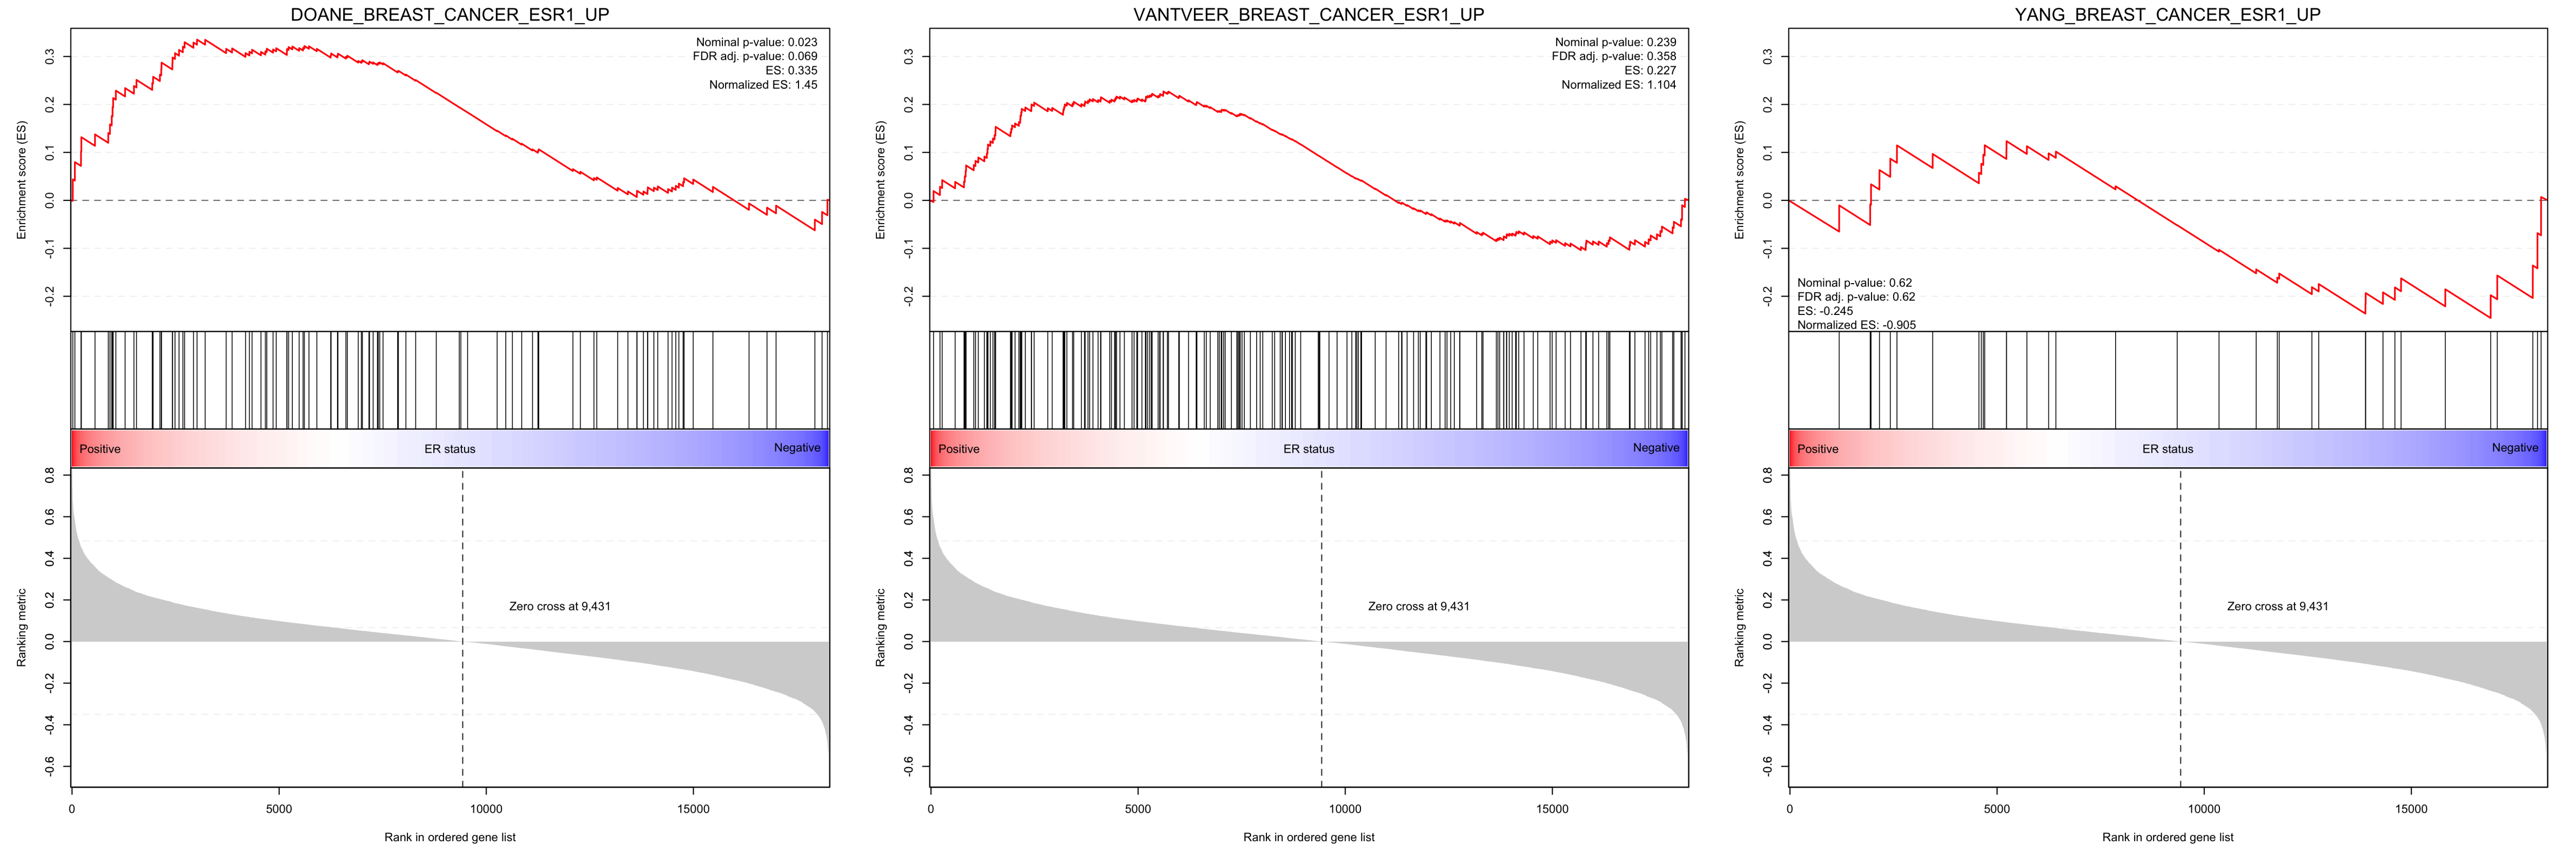 DOANE_BREAST_CANCER_ESR1_UP
Nominal p-value: 0.023
FDR adj. p-value: 0.069
ES: 0.335
Normalized ES: 1.45
Enrichment score (ES)
0.3
0.2
0.1
0.0
-0.1
-0.2
Positive
ER status
Negative
Ranking metric
0.8
0.6
0.4
0.2
0.0
-0.2
-0.4
-0.6
Zero cross at 9,431
0
5000
10000
15000
Rank in ordered gene list
VANTVEER_BREAST_CANCER_ESR1_UP
Nominal p-value: 0.239
FDR adj. p-value: 0.358
ES: 0.227
Normalized ES: 1.104
Enrichment score (ES)
0.3
0.2
0.1
0.0
-0.1
-0.2
Positive
ER status
Negative
Ranking metric
0.8
0.6
0.4
0.2
0.0
-0.2
-0.4
-0.6
Zero cross at 9,431
0
5000
10000
15000
Rank in ordered gene list
YANG_BREAST_CANCER_ESR1_UP
Enrichment score (ES)
0.3
0.2
0.1
0.0
-0.1
-0.2
Nominal p-value: 0.62
FDR adj. p-value: 0.62
ES: -0.245
Normalized ES: -0.905
Positive
ER status
Negative
Ranking metric
0.8
0.6
0.4
0.2
0.0
-0.2
-0.4
-0.6
Zero cross at 9,431
0
5000
10000
15000
Rank in ordered gene list